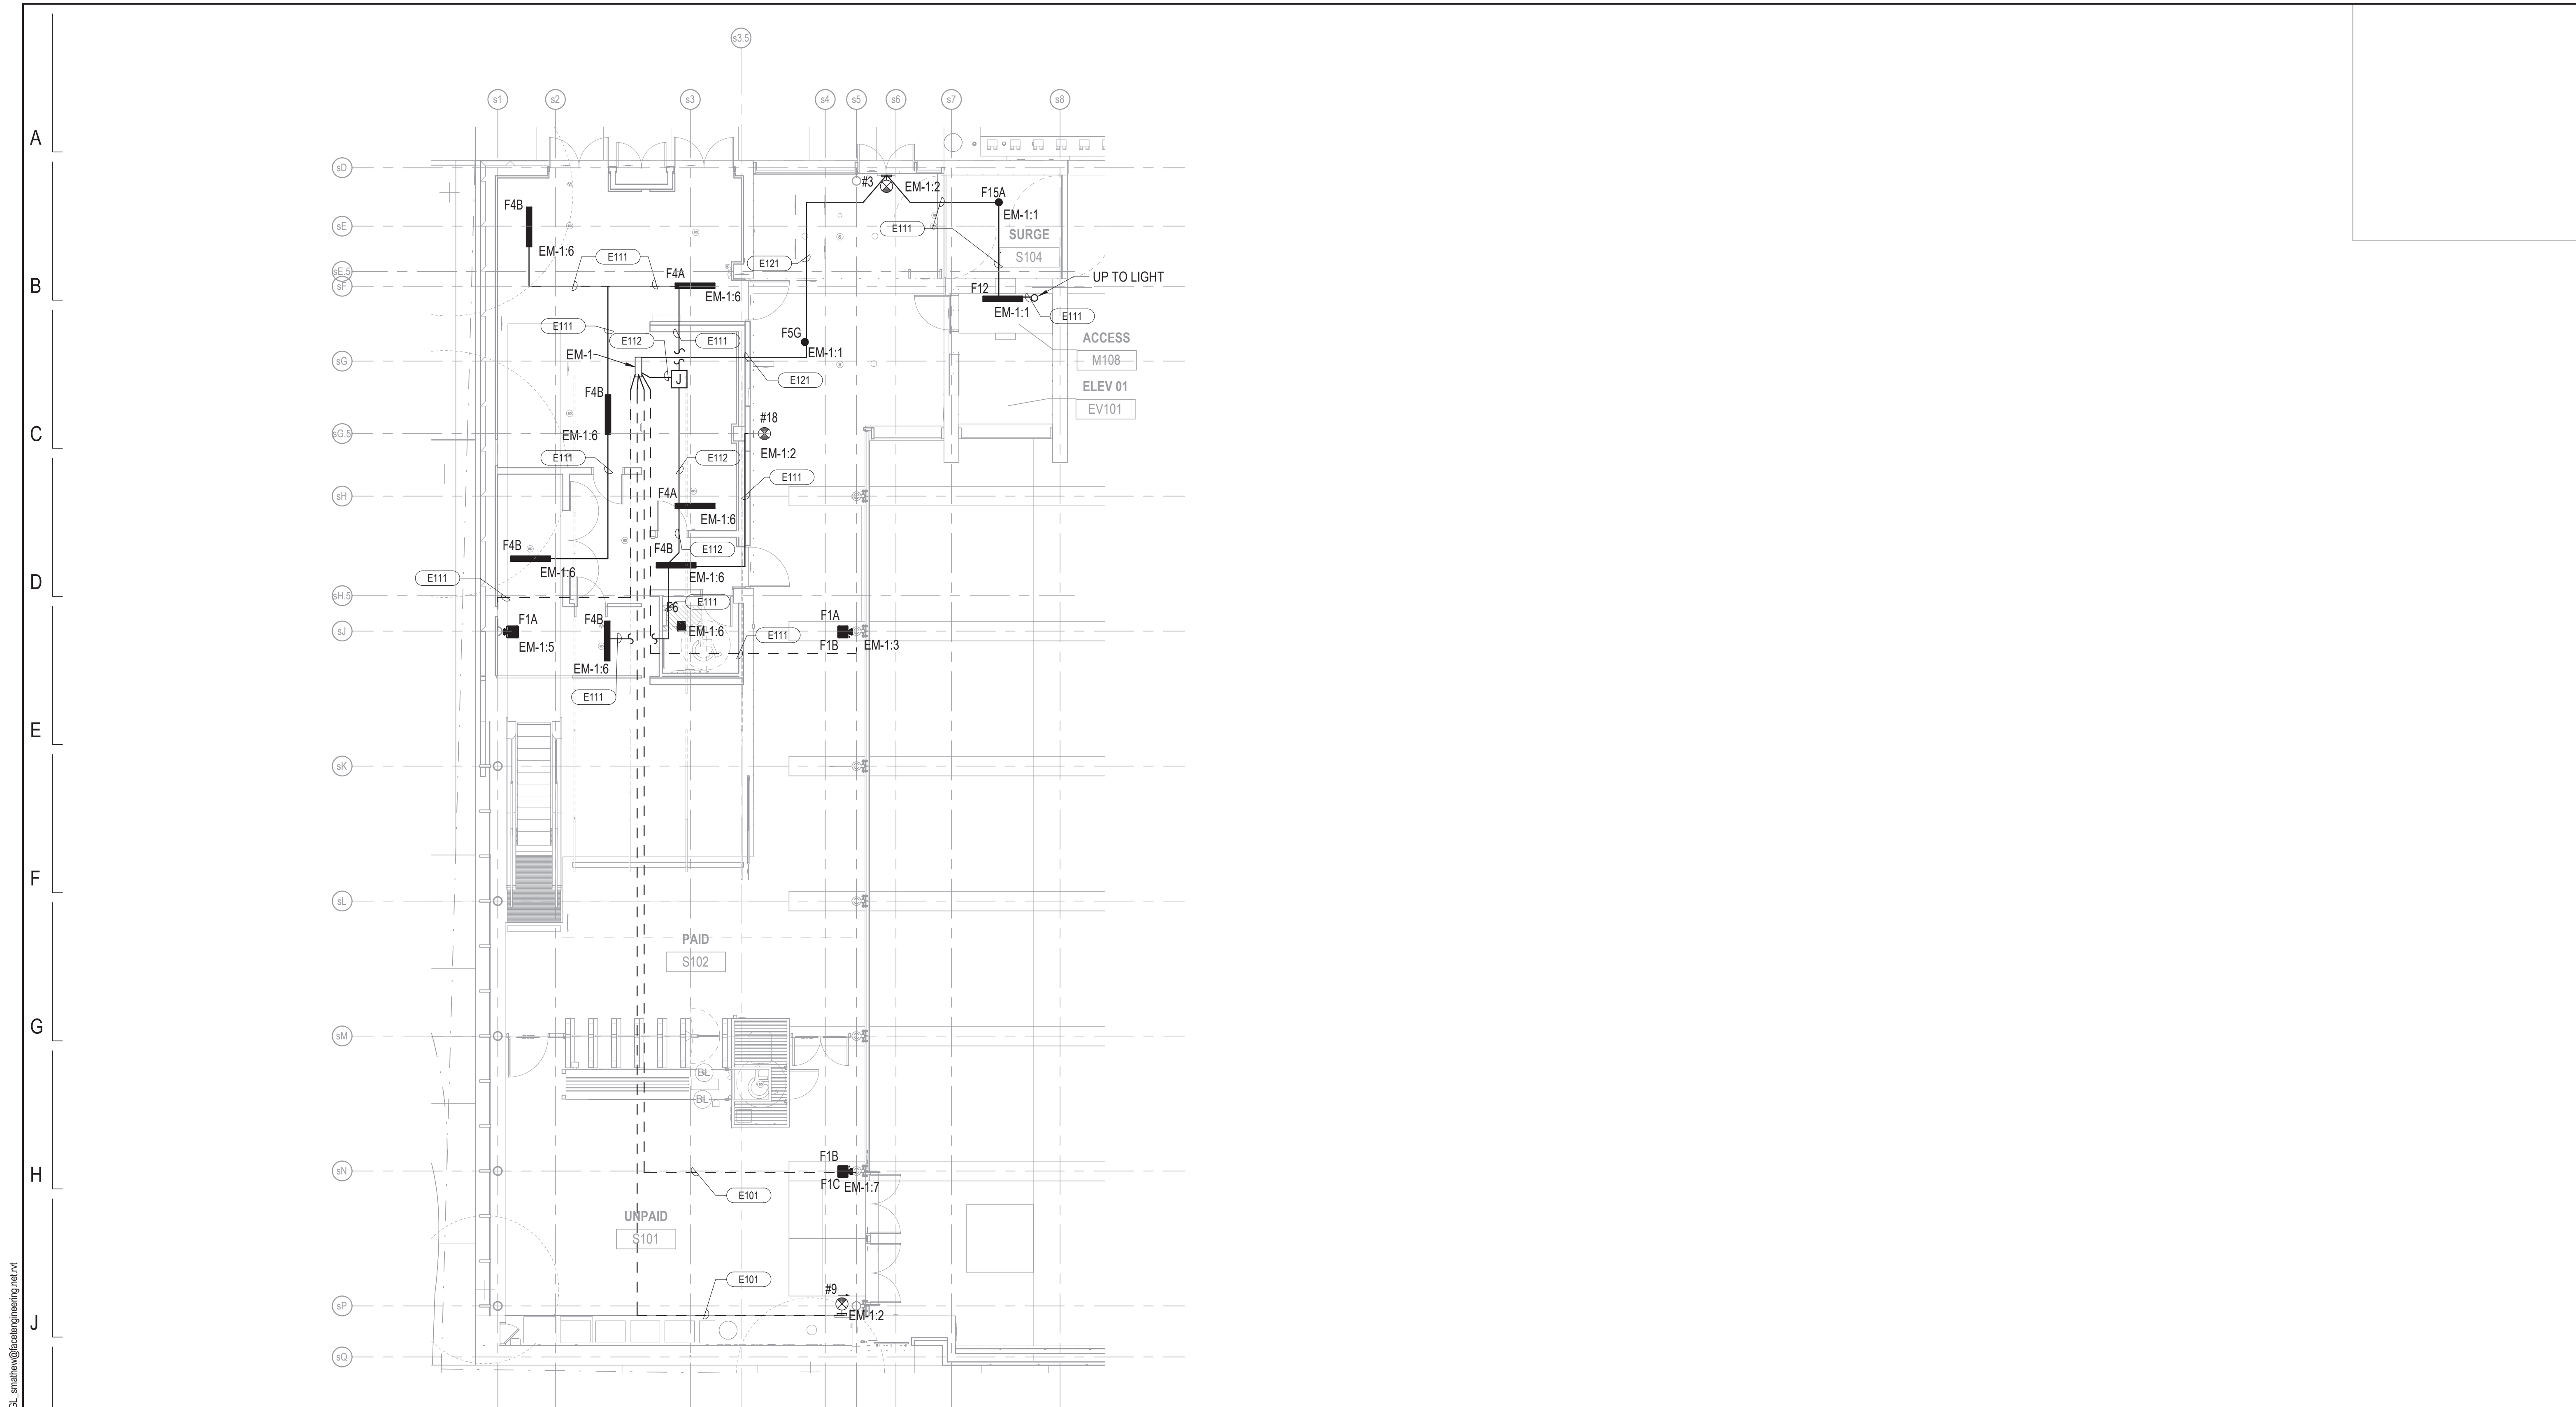 s3.5
s1
s2
s3
s4
s5
s6
s7
s8
A
sD
#3
EM-1:2
F15A
F4B
EM-1:1
sE
E111
SURGE
EM-1:6
S104
E111
E121
sE.5
F4A
UP TO LIGHT
B
sF
F12
EM-1:6
EM-1:1
E111
E111
F5G
E112
E111
ACCESS
EM-1
EM-1:1
M108
sG
J
E121
ELEV 01
F4B
EV101
#18
C
sG.5
EM-1:6
EM-1:2
E111
E112
E111
sH
F4A
EM-1:6
F4B
F4B
E112
EM-1:6
EM-1:6
D
E111
sH.5
E111
F6
F1A
F4B
F1A
sJ
EM-1:6
E111
EM-1:5
F1B
EM-1:3
EM-1:6
E111
E
sK
F
sL
PAID
S102
G
sM
BL
BL
F1B
H
sN
F1C
EM-1:7
E101
UNPAID
S101
E101
#9
sP
EM-1:2
J
sQ
GL_smathew@facetengineering.net.rvt